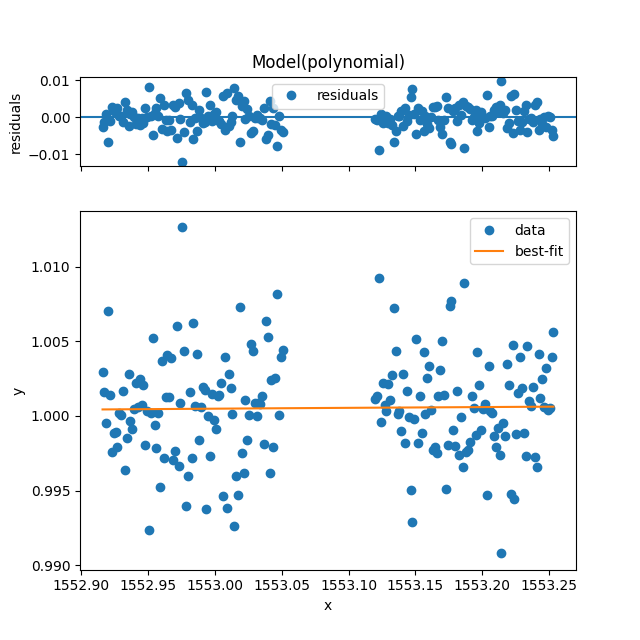 Model(polynomial)
0.01
0.00
−0.01
residuals
residuals
1.010
1.005
1.000
0.995
0.990
y
data
best-fit
1552.90 1552.95 1553.00 1553.05 1553.10 1553.15 1553.20 1553.25
x